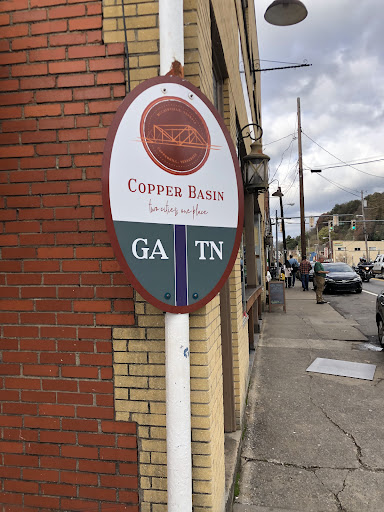 COPPER BASIN
two cities, one place
GA TN